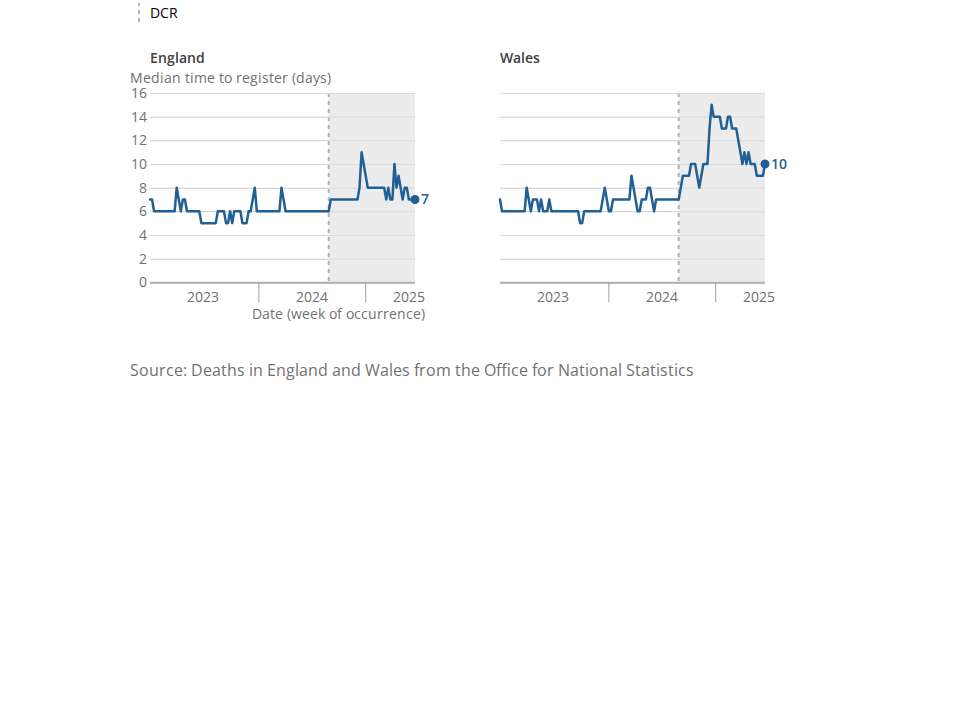 DCR
England
Wales
Median time to register (days)
16
14
12
10
8
6
4
2
0
7
10
2023
2024
2025
2023
2024
2025
Date (week of occurrence)
Source: Deaths in England and Wales from the Office for National Statistics